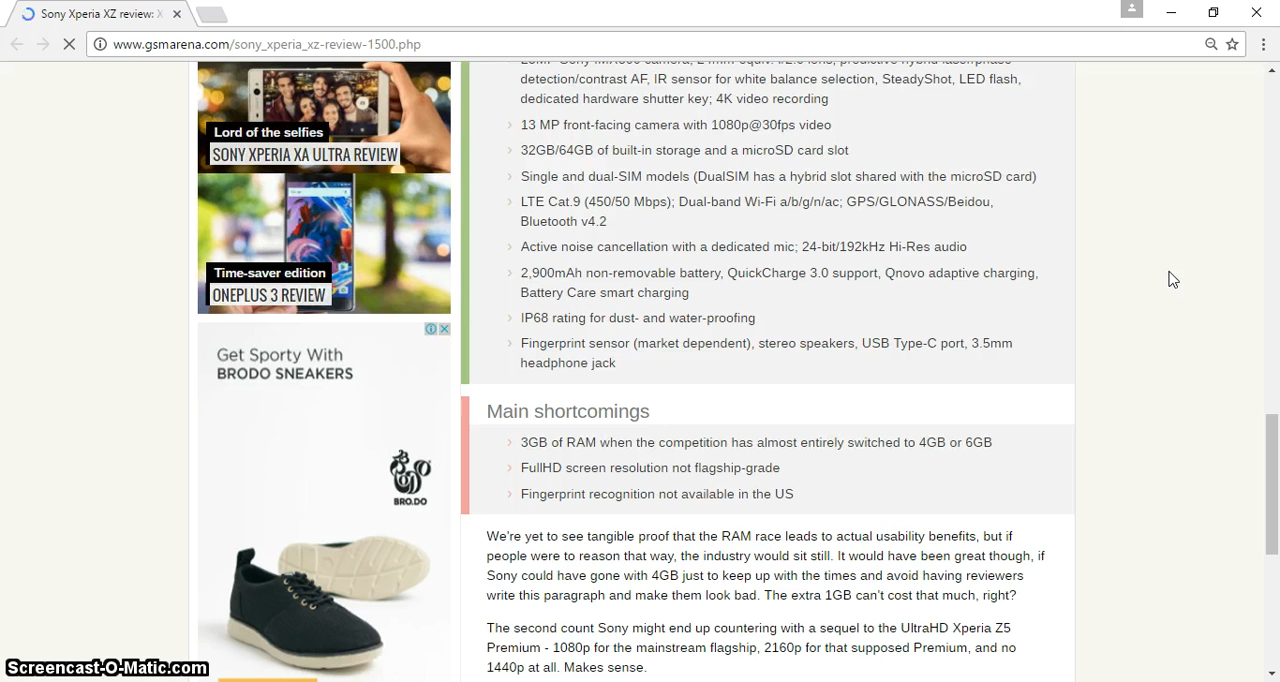 Sony Xperia XZ review: X
www.gsmarena.com/sony_xperia_xz-review-1500.php
Lord of the selfies
SONY XPERIA XA ULTRA REVIEW
Time-saver edition
ONEPLUS 3 REVIEW
Get Sporty With
BRODO SNEAKERS
BRO.DO
detection/contrast AF, IR sensor for white balance selection, SteadyShot, LED flash,
dedicated hardware shutter key; 4K video recording
13 MP front-facing camera with 1080p@30fps video
32GB/64GB of built-in storage and a microSD card slot
Single and dual-SIM models (DualSIM has a hybrid slot shared with the microSD card)
LTE Cat.9 (450/50 Mbps); Dual-band Wi-Fi a/b/g/n/ac; GPS/GLONASS/Beidou,
Bluetooth v4.2
Active noise cancellation with a dedicated mic; 24-bit/192kHz Hi-Res audio
2,900mAh non-removable battery, QuickCharge 3.0 support, Qnovo adaptive charging,
Battery Care smart charging
IP68 rating for dust- and water-proofing
Fingerprint sensor (market dependent), stereo speakers, USB Type-C port, 3.5mm
headphone jack
Main shortcomings
3GB of RAM when the competition has almost entirely switched to 4GB or 6GB
FullHD screen resolution not flagship-grade
Fingerprint recognition not available in the US
We're yet to see tangible proof that the RAM race leads to actual usability benefits, but if
people were to reason that way, the industry would sit still. It would have been great though, if
Sony could have gone with 4GB just to keep up with the times and avoid having reviewers
write this paragraph and make them look bad. The extra 1GB can't cost that much, right?
The second count Sony might end up countering with a sequel to the UltraHD Xperia Z5
Premium - 1080p for the mainstream flagship, 2160p for that supposed Premium, and no
1440p at all. Makes sense.
Screencast-O-Matic.com